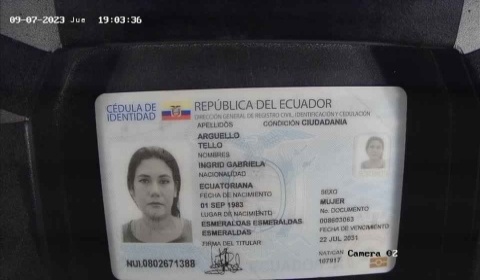 09-07-2023 Jue 19:03:36
CÉDULA DE IDENTIDAD
REPÚBLICA DEL ECUADOR
DIRECCIÓN GENERAL DE REGISTRO CIVIL, IDENTIFICACIÓN Y CEDULACIÓN
APELLIDOS CONDICIÓN CIUDADANÍA
ARGUELLO
TELLO
NOMBRES
INGRID GABRIELA
NACIONALIDAD
ECUATORIANA
FECHA DE NACIMIENTO
01 SEP 1983
LUGAR DE NACIMIENTO
ESMERALDAS ESMERALDAS
ESMERALDAS
FIRMA DEL TITULAR
SEXO
MUJER
No. DOCUMENTO
FECHA DE VENCIMIENTO
22 JUL 2031
NAT/CAN
107917
NUI.0802671388
Camera 02